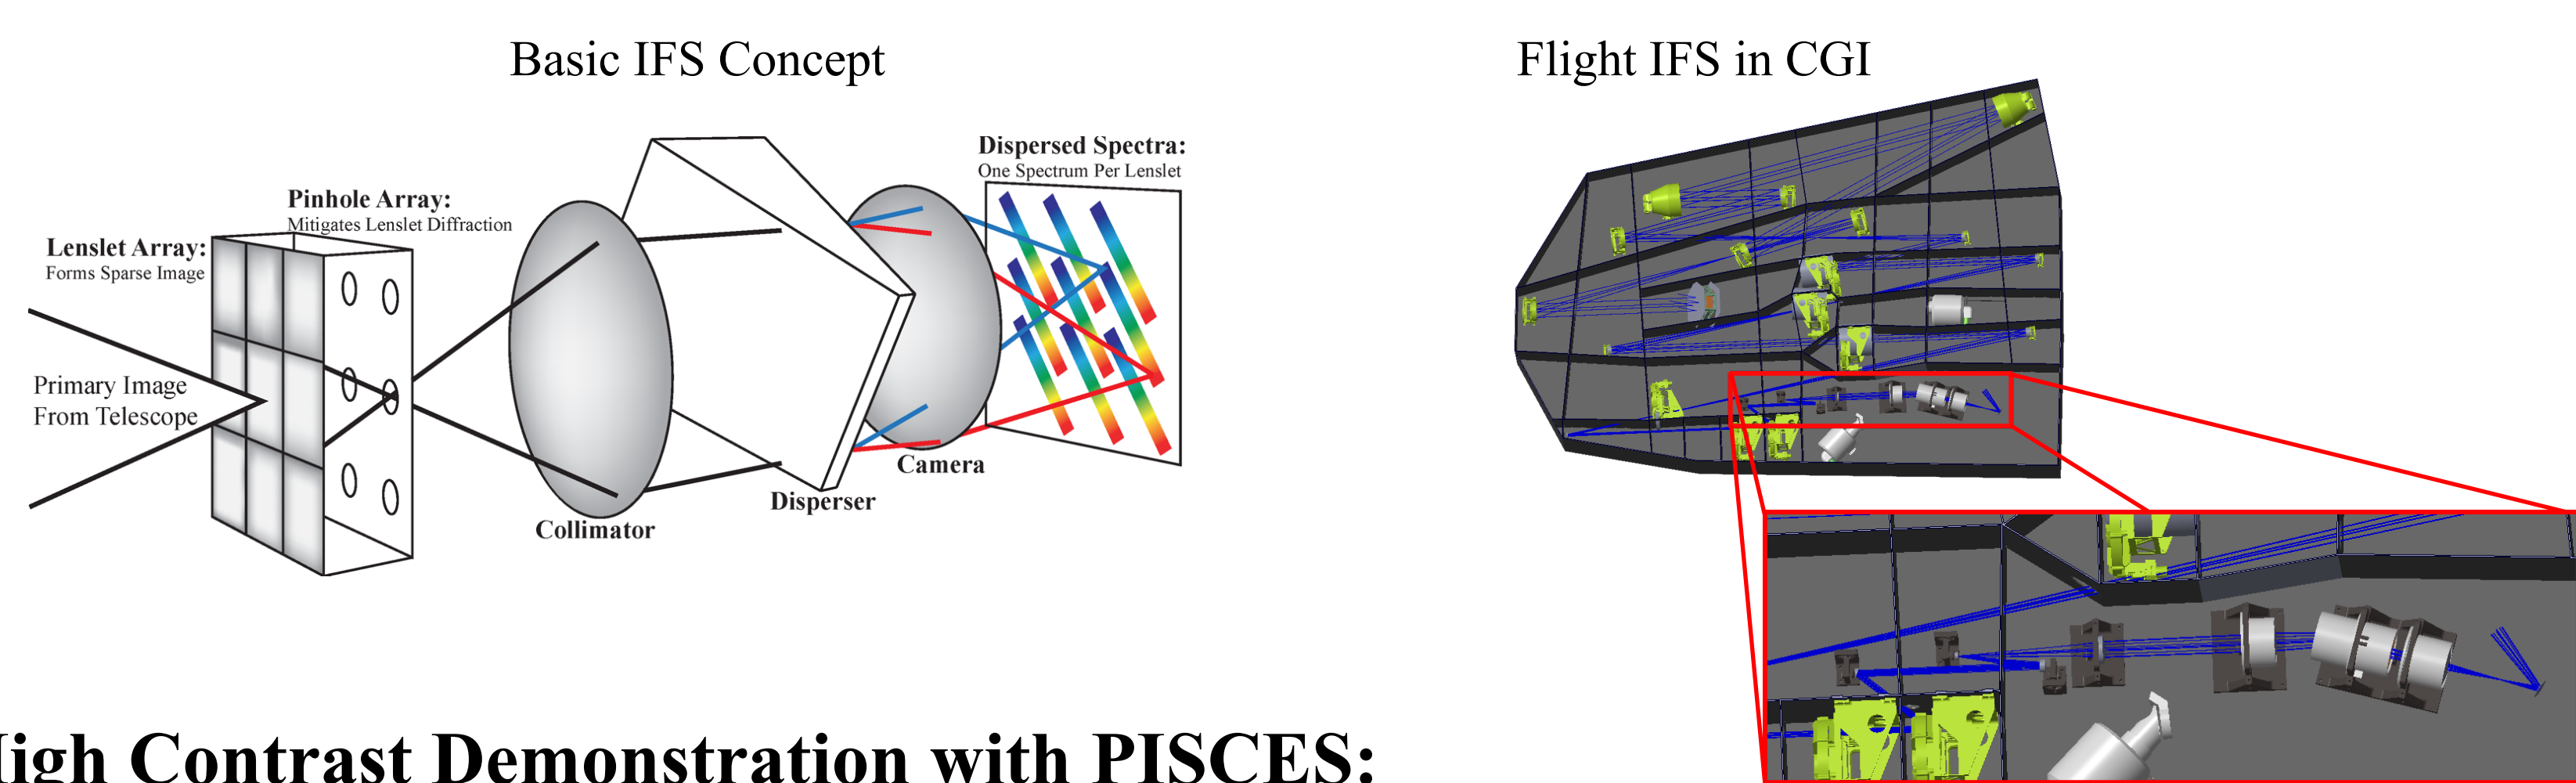 Basic IFS Concept
Flight IFS in CGI
Dispersed Spectra:
One Spectrum Per Lenslet
Pinhole Array:
Mitigates Lenslet Diffraction
Lenslet Array:
Forms Sparse Image
Primary Image
From Telescope
Camera
Disperser
Collimator
High Contrast Demonstration with PISCES: